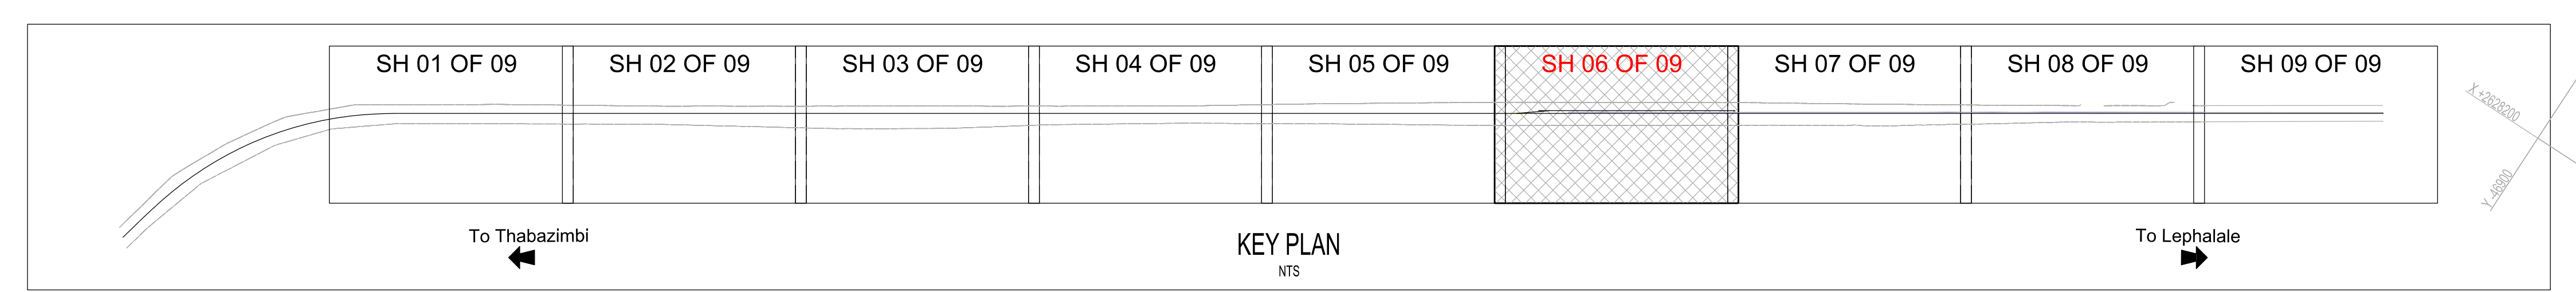 SH 01 OF 09
SH 02 OF 09
SH 03 OF 09
SH 04 OF 09
SH 05 OF 09
SH 06 OF 09
SH 07 OF 09
SH 08 OF 09
SH 09 OF 09
X +2628200
Y -46900
To Thabazimbi
KEY PLAN
NTS
To Lephalale